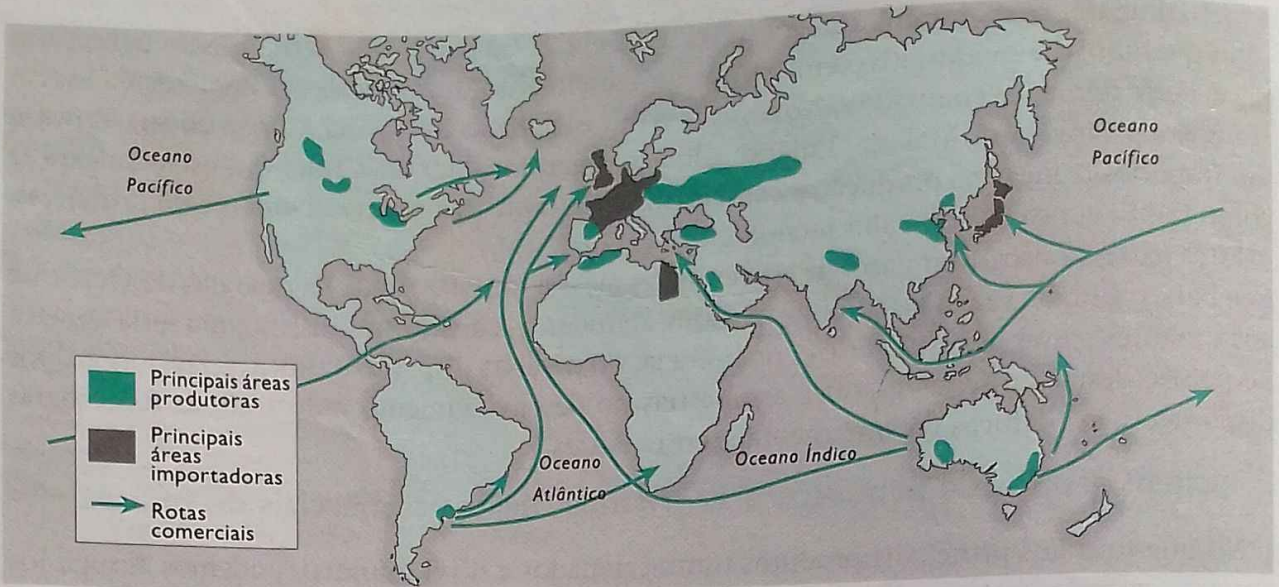 Oceano
Pacífico
Oceano
Pacífico
Principais áreas
produtoras
Principais
áreas
importadoras
Rotas
comerciais
Oceano
Atlântico
Oceano Índico